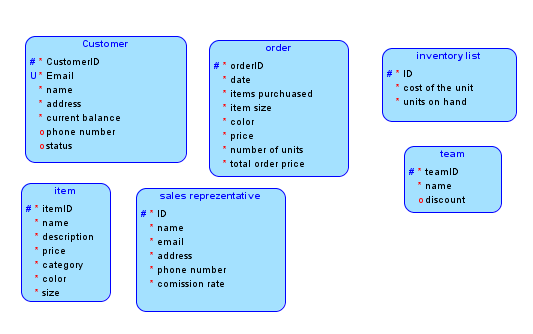 Customer
# * CustomerID
U * Email
* name
* address
* current balance
o phone number
o status
order
# * orderID
* date
* items purchuased
* item size
* color
* price
* number of units
* total order price
inventory list
# * ID
* cost of the unit
* units on hand
team
# * teamID
* name
o discount
item
# * itemID
* name
* description
* price
* category
* color
* size
sales reprezentative
# * ID
* name
* email
* address
* phone number
* comission rate